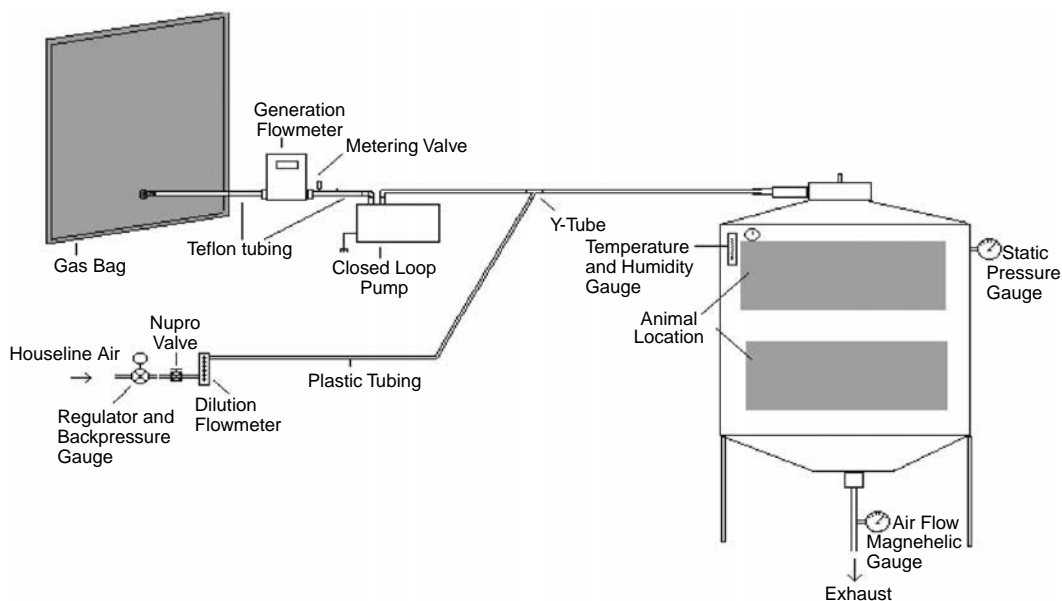 Generation
Flowmeter
Metering Valve
Teflon tubing
Gas Bag
Closed Loop
Pump
Y-Tube
Temperature
and Humidity
Gauge
Static
Pressure
Gauge
Animal
Location
Nupro
Valve
Houseline Air
Plastic Tubing
Regulator and
Backpressure
Gauge
Dilution
Flowmeter
Air Flow
Magnehelic
Gauge
Exhaust